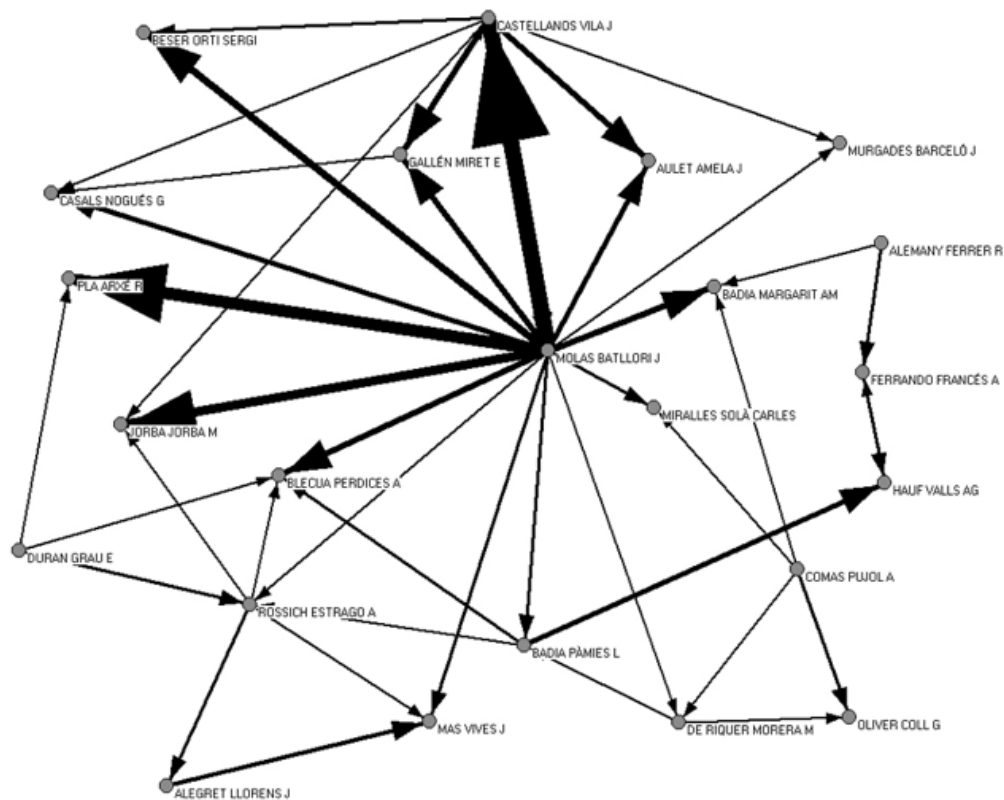 CASTELLANOS VILA J
BESER ORTI SERGI
MURGADES BARCELÓ J
GALLÉN MIRET E
AULET AMELA J
CASALS NOGUÉS G
ALEMANY FERRER R
PLA ARXÉ R
BADIA MARGARIT AM
MOLAS BATLLORI J
FERRANDO FRANCÉS A
MIRALLES SOLÀ CARLES
JORBA JORBA M
BLECUA PERDICES A
HAUF VALLS AG
DURAN GRAU E
COMAS PUJOL A
ROSSICH ESTRAGO A
BADIA PÀMIES L
MAS VIVES J
DE RIQUER MORERA M
OLIVER COLL G
ALEGRET LLORENS J